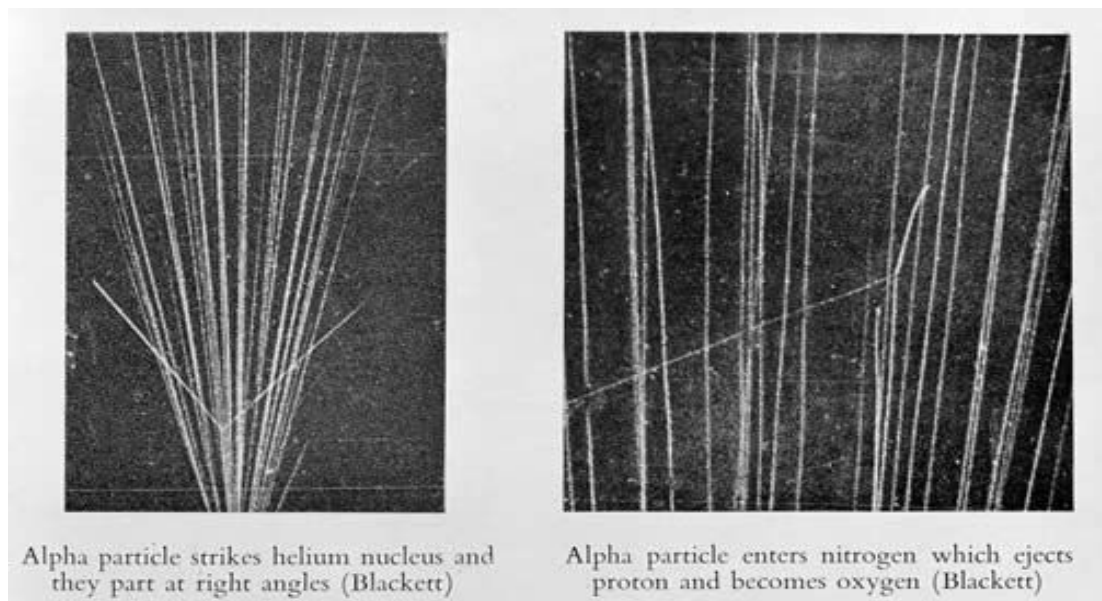 Alpha particle strikes helium nucleus and
they part at right angles (Blackett)
Alpha particle enters nitrogen which ejects
proton and becomes oxygen (Blackett)